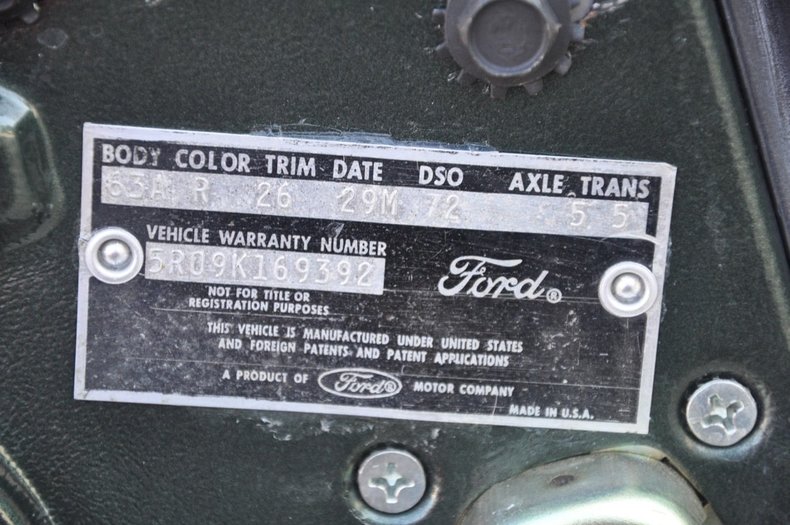 BODY COLOR TRIM DATE DSO AXLE TRANS
63A R 26 29M 72 5 5
VEHICLE WARRANTY NUMBER
5R09K169392
Ford®
NOT FOR TITLE OR
REGISTRATION PURPOSES
THIS VEHICLE IS MANUFACTURED UNDER UNITED STATES
AND FOREIGN PATENTS AND PATENT APPLICATIONS
A PRODUCT OF Ford® MOTOR COMPANY
MADE IN U.S.A.